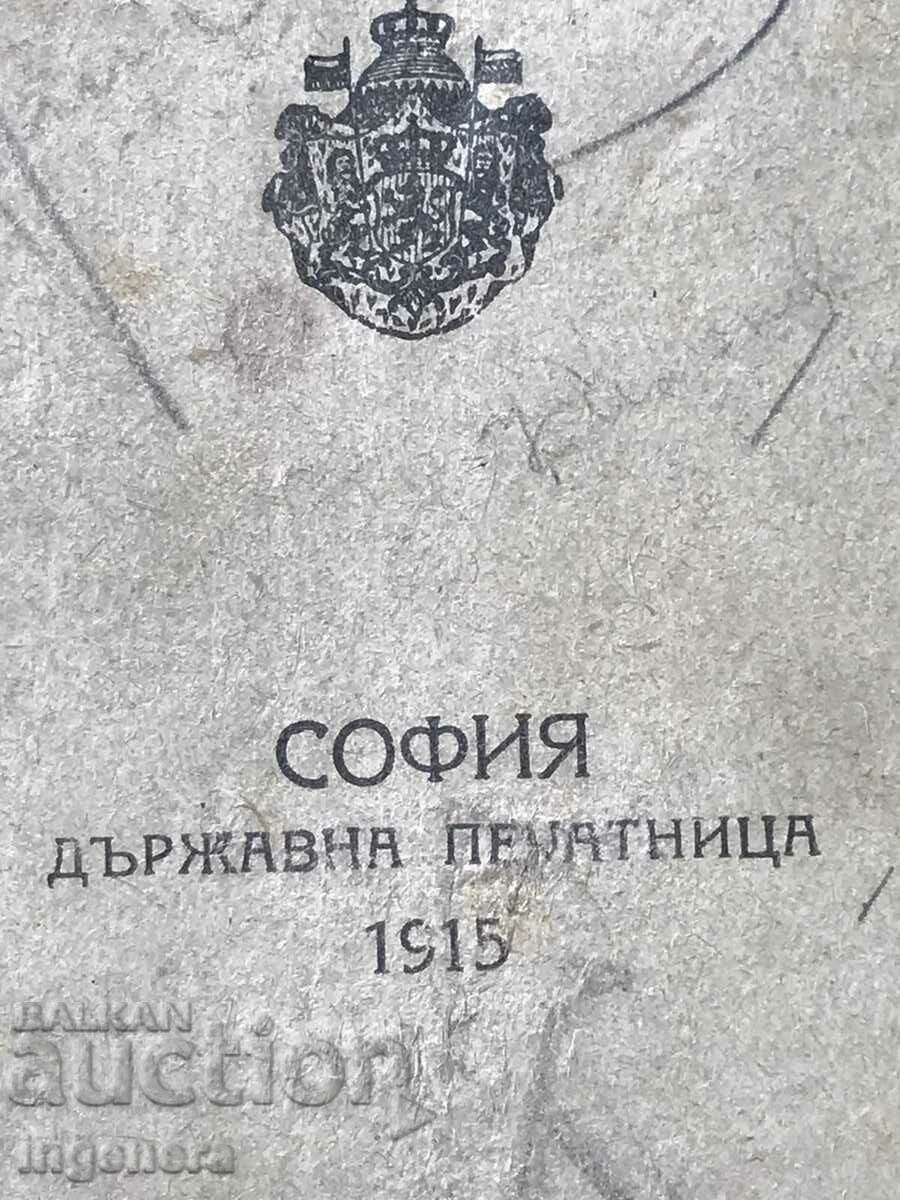 СОФИЯ
ДЪРЖАВНА ПЕЧАТНИЦА
1915
BALKAN
auction
ingenera